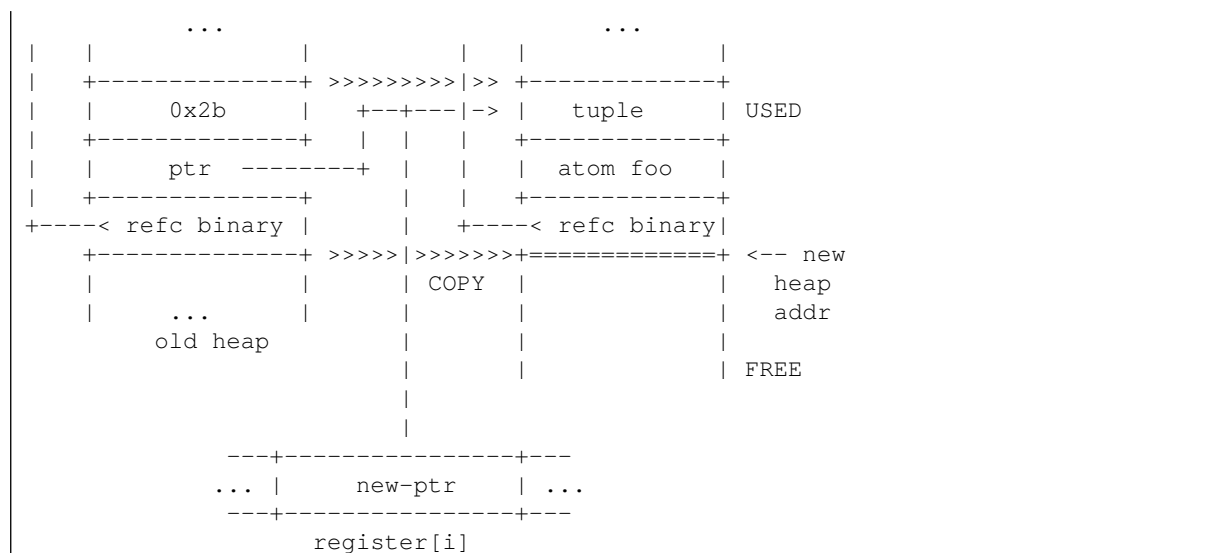 ... ...
| | | | | |
| +--------------+ >>>>>>>>>|>> +-------------+
| | 0x2b | +--+---|-> | tuple | USED
| +--------------+ | | | +-------------+
| | ptr --------+ | | | atom foo |
| +--------------+ | | +-------------+
+----< refc binary | | +----< refc binary|
+--------------+ >>>>>|>>>>>>>+=============+ <-- new
| | | COPY | | heap
| ... | | | | addr
old heap | | |
| | | FREE
|
|
---+----------------+---
... | new-ptr | ...
---+----------------+---
register[i]